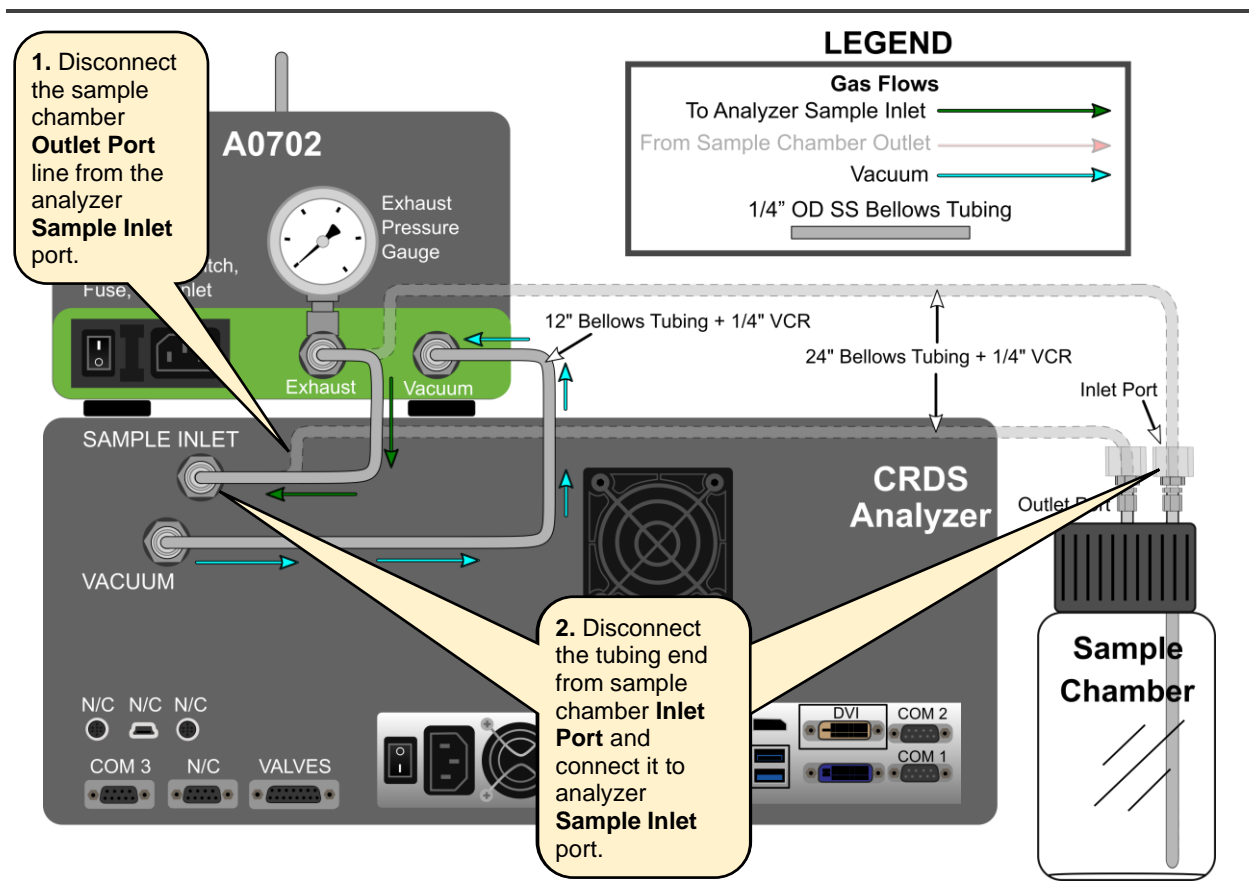 LEGEND
Gas Flows
To Analyzer Sample Inlet
From Sample Chamber Outlet
Vacuum
1/4” OD SS Bellows Tubing
1. Disconnect
the sample
chamber
Outlet Port
line from the
analyzer
Sample Inlet
port.
A0702
Exhaust
Pressure
Gauge
Fuse,
Exhaust
Vacuum
12" Bellows Tubing + 1/4" VCR
24" Bellows Tubing + 1/4" VCR
Inlet Port
Outlet Port
SAMPLE INLET
VACUUM
CRDS
Analyzer
2. Disconnect
the tubing end
from sample
chamber Inlet
Port and
connect it to
analyzer
Sample Inlet
port.
Sample
Chamber
N/C N/C N/C
COM 3 N/C VALVES
DVI COM 2
COM 1